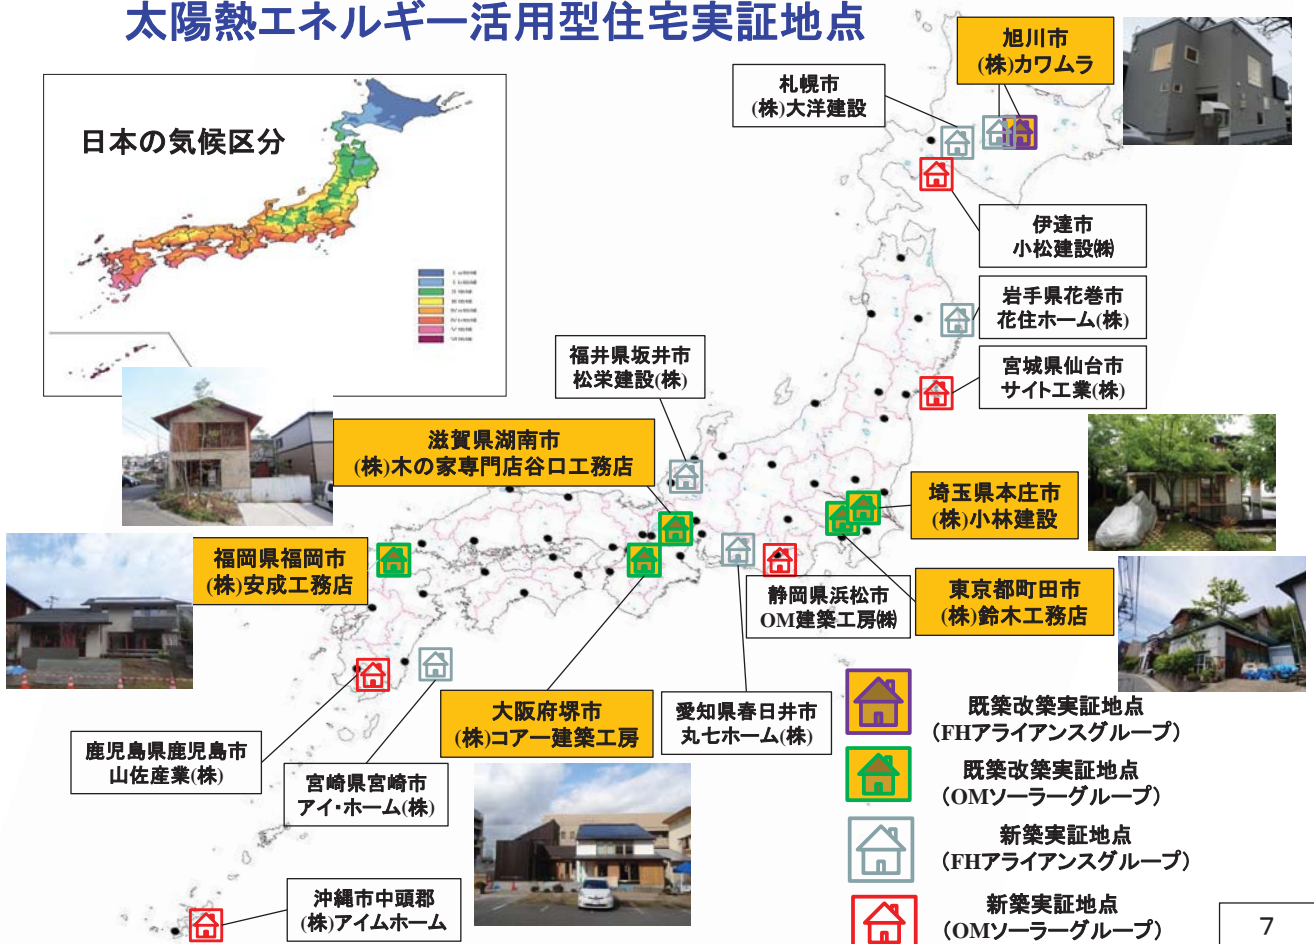 太陽熱エネルギー活用型住宅実証地点
日本の気候区分
旭川市
(株)カワムラ
札幌市
(株)大洋建設
伊達市
小松建設㈱
岩手県花巻市
花住ホーム(株)
宮城県仙台市
サイト工業(株)
福井県坂井市
松栄建設(株)
滋賀県湖南市
(株)木の家専門店谷口工務店
埼玉県本庄市
(株)小林建設
福岡県福岡市
(株)安成工務店
静岡県浜松市
OM建築工房㈱
東京都町田市
(株)鈴木工務店
大阪府堺市
(株)コアー建築工房
愛知県春日井市
丸七ホーム(株)
鹿児島県鹿児島市
山佐産業(株)
宮崎県宮崎市
アイ・ホーム(株)
沖縄市中頭郡
(株)アイムホーム
既築改築実証地点
（FHアライアンスグループ）
既築改築実証地点
（OMソーラーグループ）
新築実証地点
（FHアライアンスグループ）
新築実証地点
（OMソーラーグループ）
7